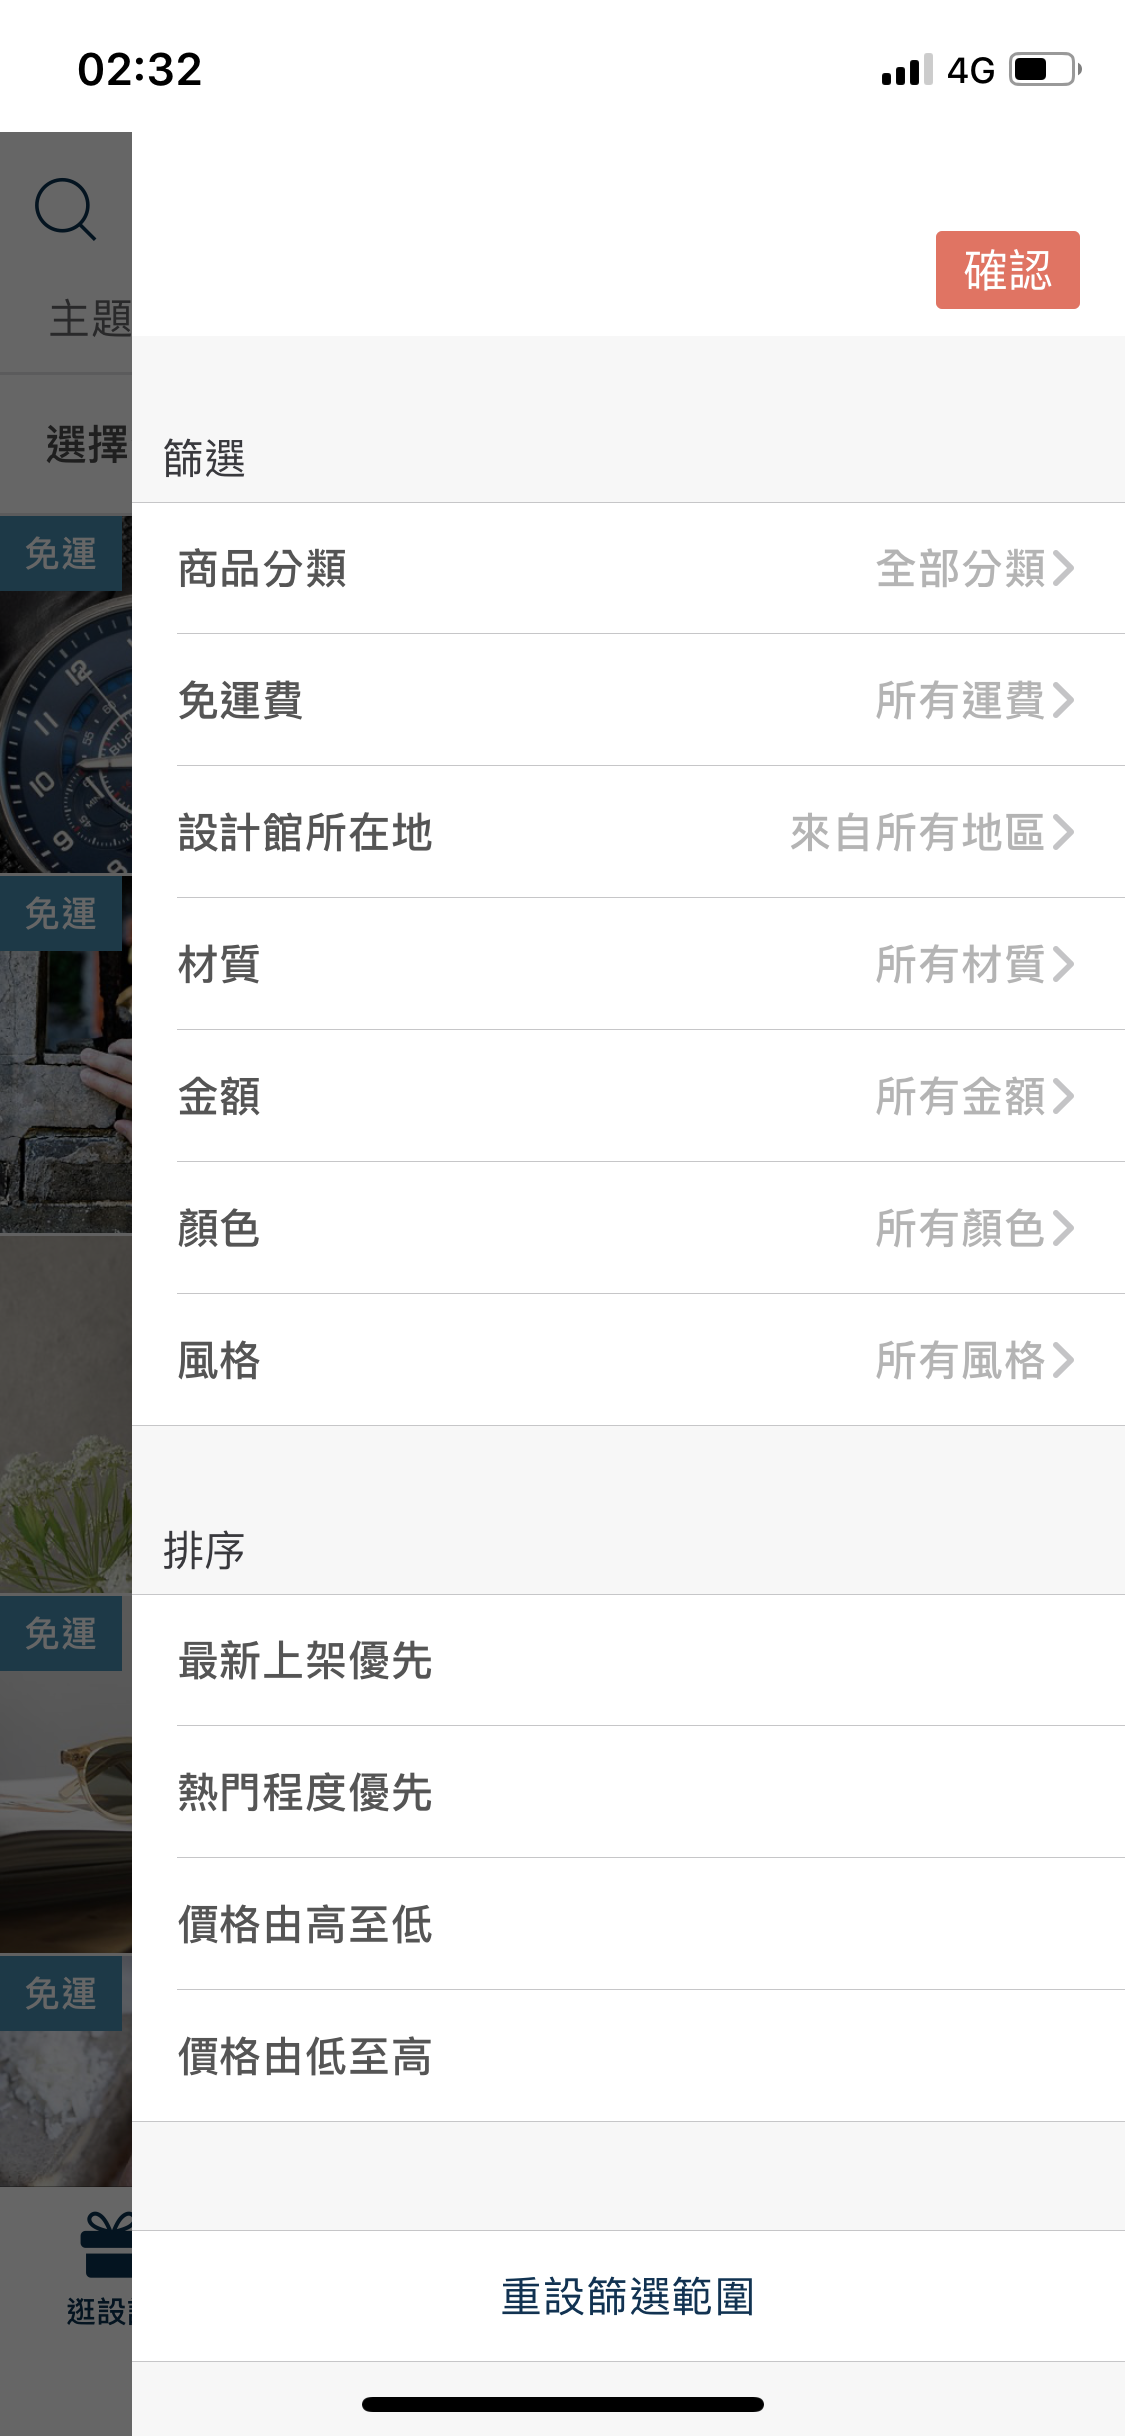 02:32
4G
主題
確認
選擇
篩選
免運
商品分類
全部分類
免運費
所有運費
設計館所在地
來自所有地區
免運
材質
所有材質
金額
所有金額
顏色
所有顏色
風格
所有風格
排序
免運
最新上架優先
熱門程度優先
價格由高至低
免運
價格由低至高
重設篩選範圍
逛設